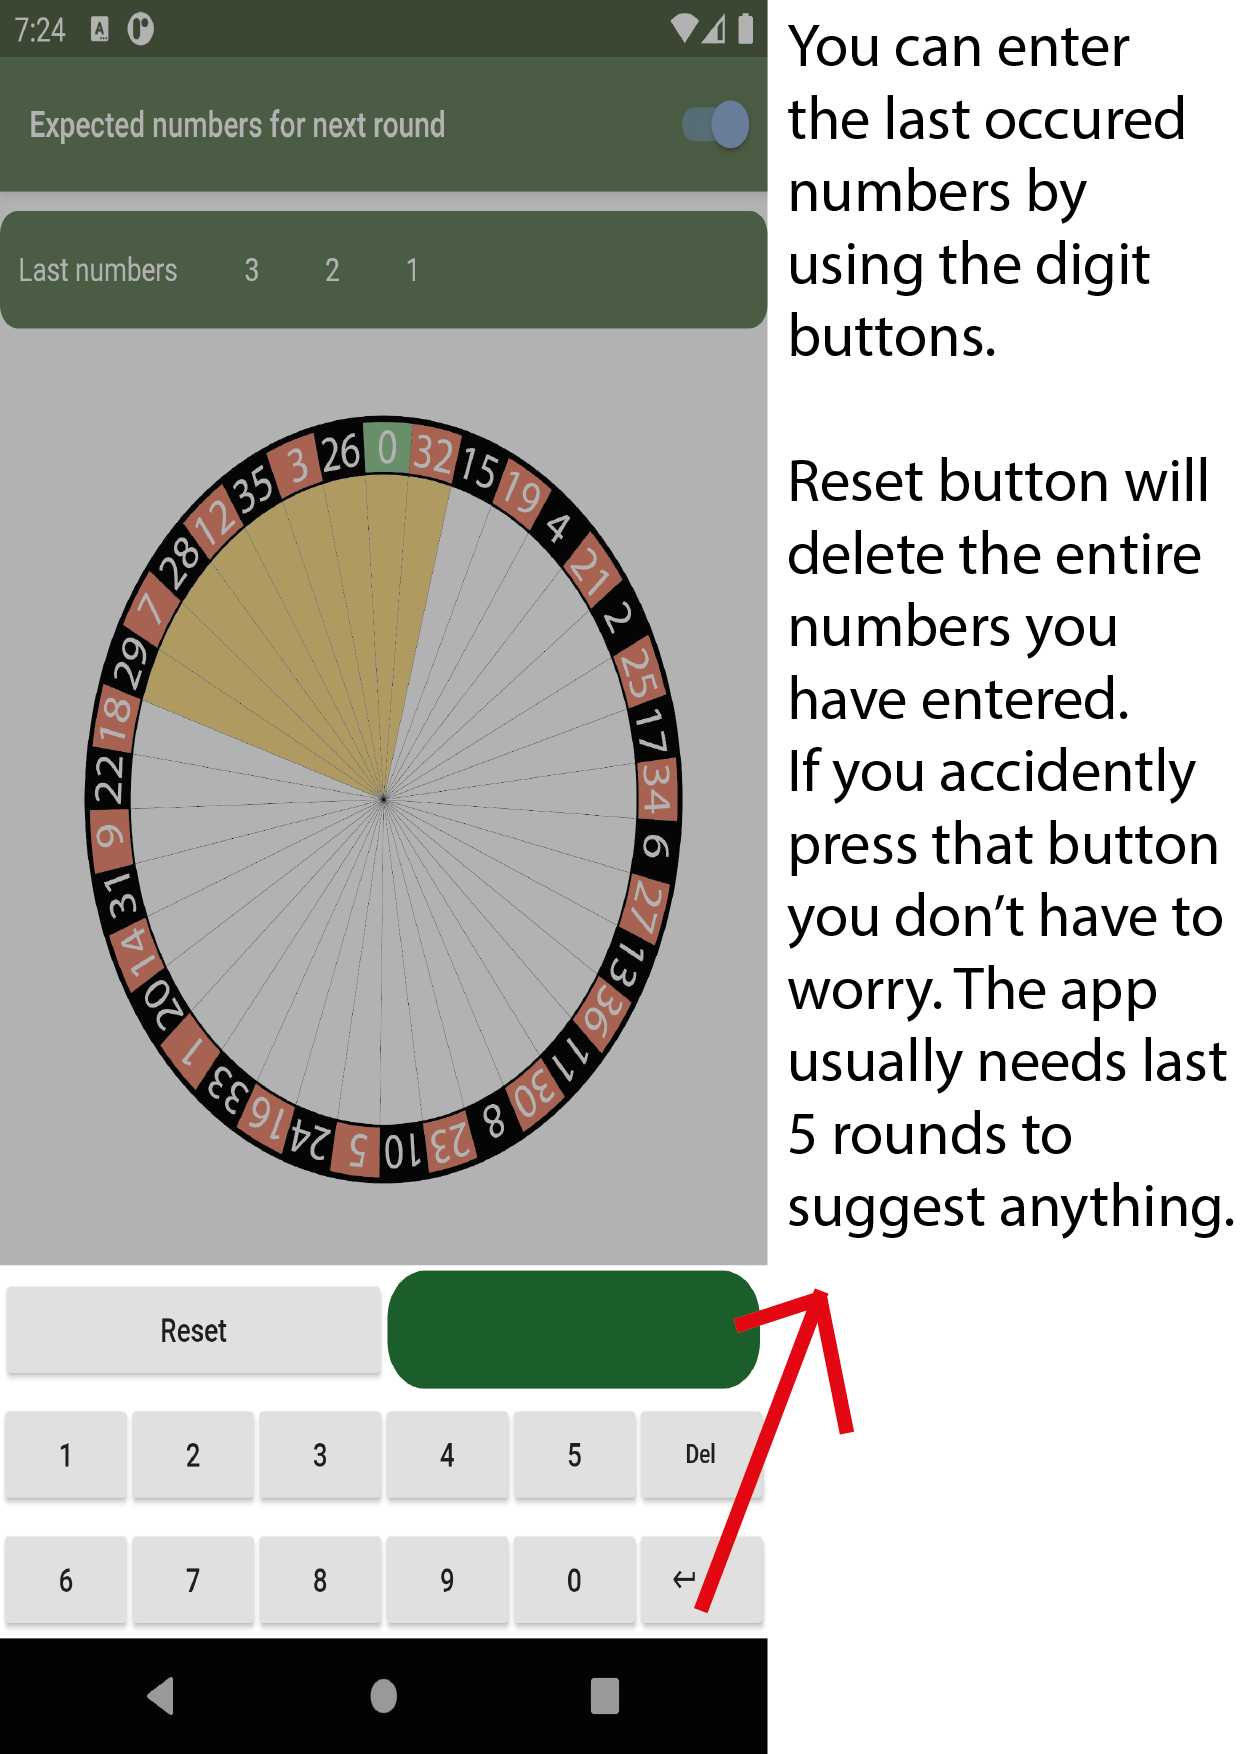 7:24
Expected numbers for next round
Last numbers 3 2 1
0
32
15
19
4
21
2
25
17
34
6
27
13
36
11
30
8
23
10
5
24
16
33
1
20
14
31
9
22
18
29
7
28
12
35
3
26
Reset
1 2 3 4 5 Del
6 7 8 9 0
You can enter
the last occured
numbers by
using the digit
buttons.
Reset button will
delete the entire
numbers you
have entered.
If you accidently
press that button
you don’t have to
worry. The app
usually needs last
5 rounds to
suggest anything.